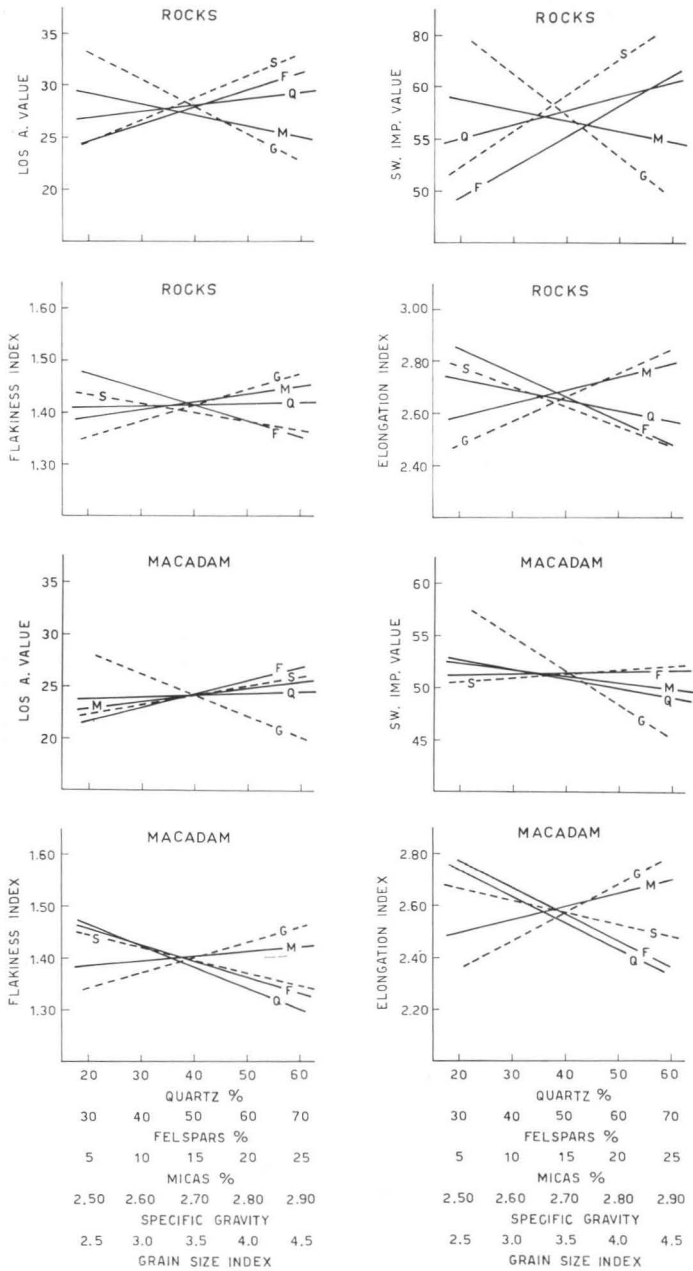 ROCKS
LOS A. VALUE
35
30
25
20
S
F
Q
M
G
ROCKS
SW. IMP. VALUE
80
60
55
50
S
Q
M
G
F
ROCKS
FLAKINESS INDEX
1.60
1.50
1.40
1.30
S
G
M
Q
F
ROCKS
ELONGATION INDEX
3.00
2.80
2.60
2.40
S
M
Q
F
G
MACADAM
LOS A. VALUE
35
30
25
20
F
S
Q
M
G
MACADAM
SW. IMP. VALUE
60
55
50
45
F
S
M
Q
G
MACADAM
FLAKINESS INDEX
1.60
1.50
1.40
1.30
S
G
M
F
Q
MACADAM
ELONGATION INDEX
2.80
2.60
2.40
2.20
G
M
S
F
Q
20 30 40 50 60
QUARTZ %
30 40 50 60 70
FELSPARS %
5 10 15 20 25
MICAS %
2.50 2.60 2.70 2.80 2.90
SPECIFIC GRAVITY
2.5 3.0 3.5 4.0 4.5
GRAIN SIZE INDEX
20 30 40 50 60
QUARTZ %
30 40 50 60 70
FELSPARS %
5 10 15 20 25
MICAS %
2.50 2.60 2.70 2.80 2.90
SPECIFIC GRAVITY
2.5 3.0 3.5 4.0 4.5
GRAIN SIZE INDEX